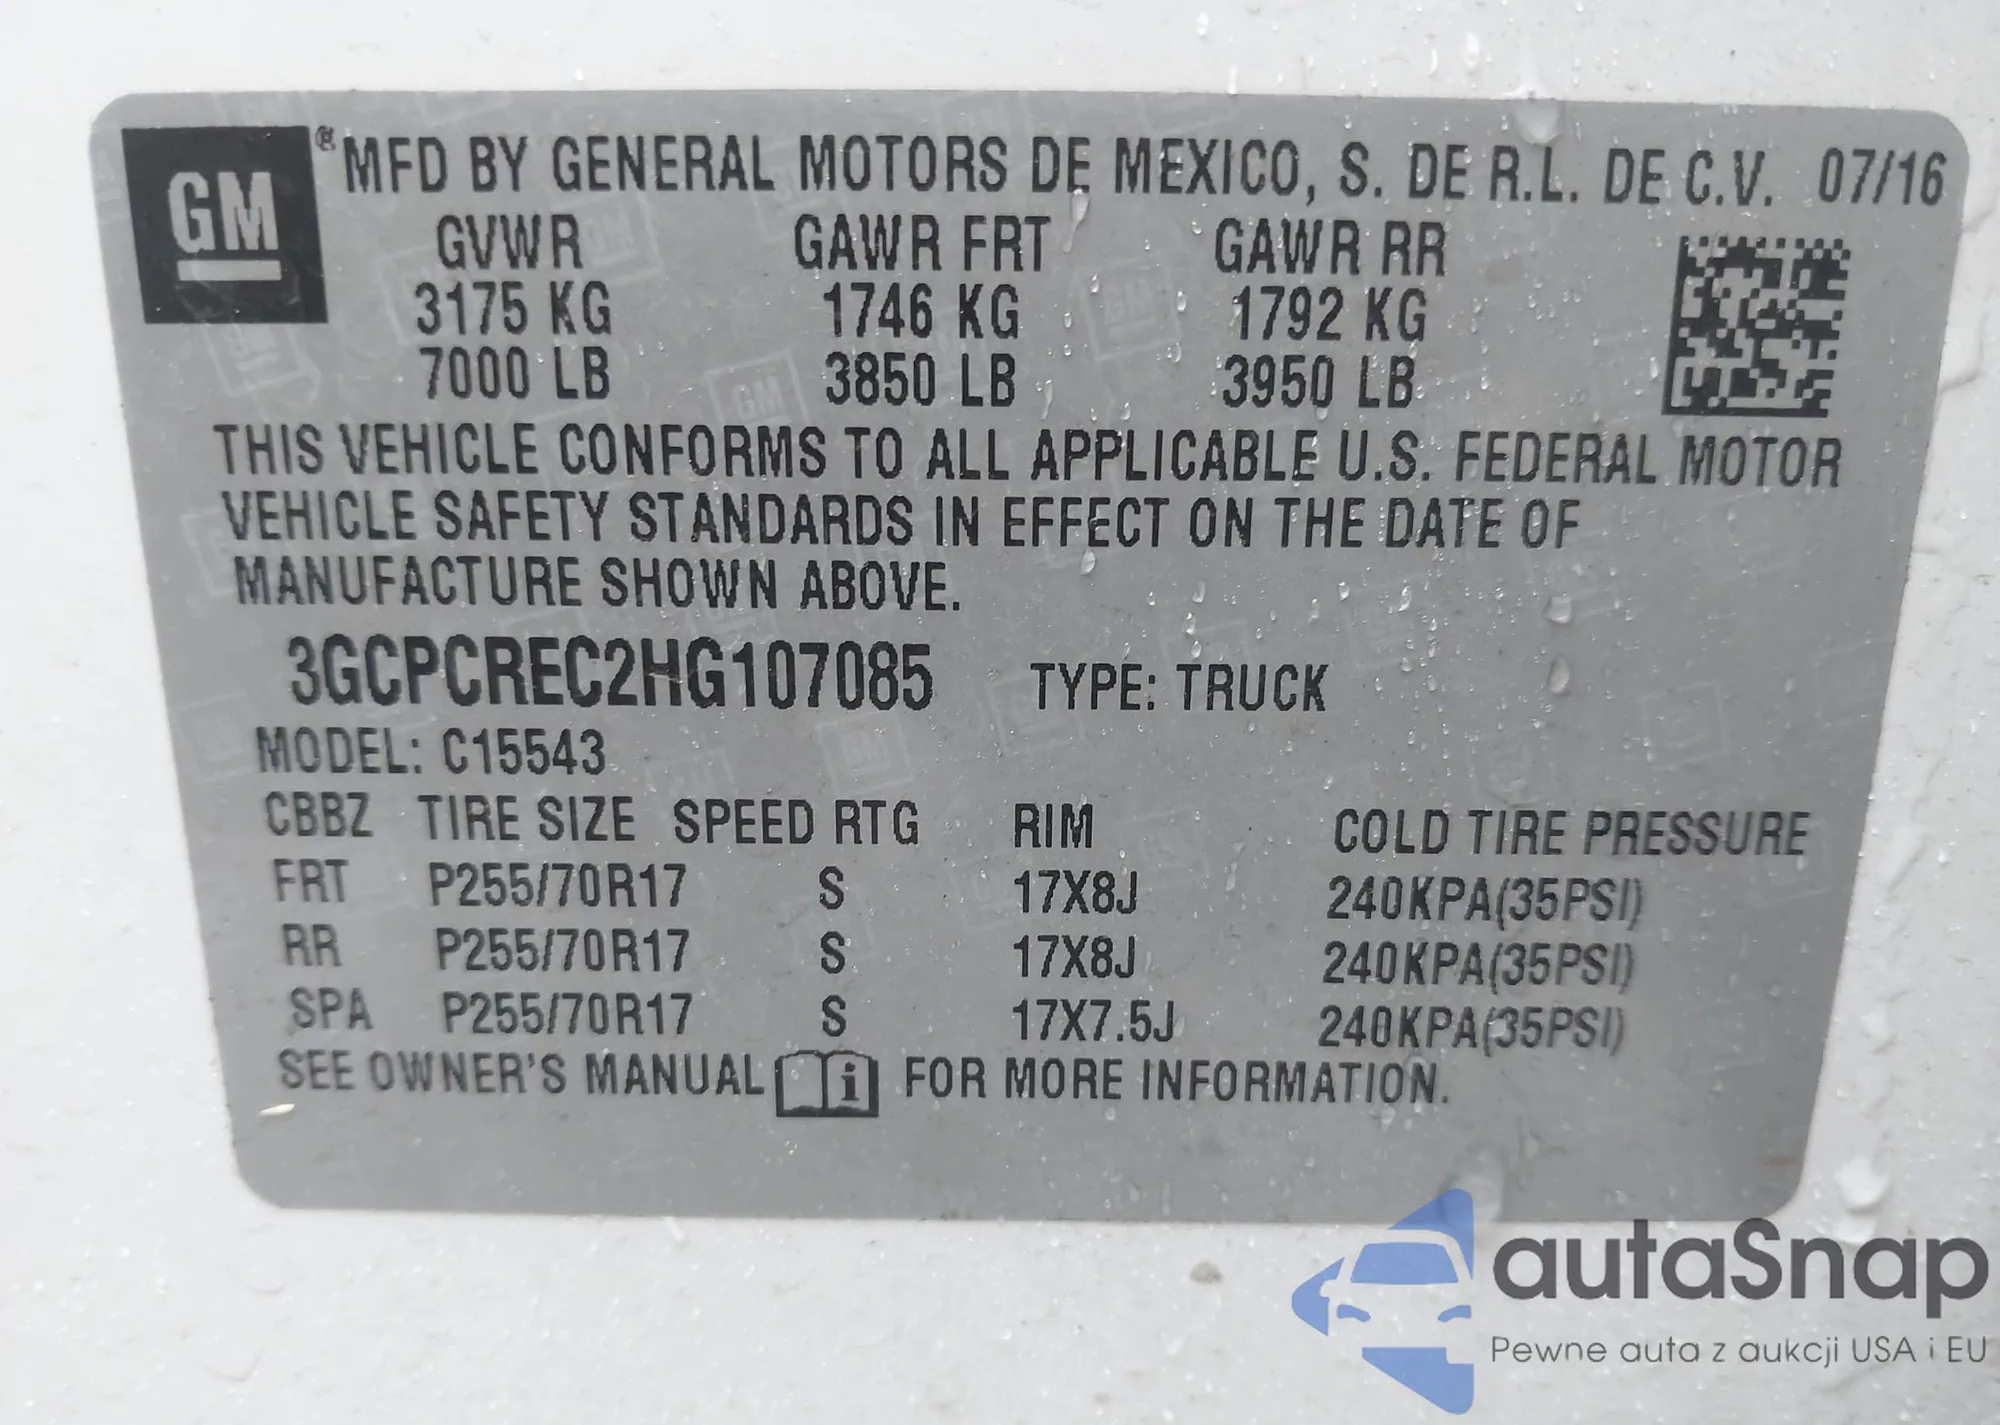 GM ® MFD BY GENERAL MOTORS DE MEXICO, S. DE R.L. DE C.V. 07/16
GVWR GAWR FRT GAWR RR
3175 KG 1746 KG 1792 KG
7000 LB 3850 LB 3950 LB
THIS VEHICLE CONFORMS TO ALL APPLICABLE U.S. FEDERAL MOTOR
VEHICLE SAFETY STANDARDS IN EFFECT ON THE DATE OF
MANUFACTURE SHOWN ABOVE.
3GCPCREC2HG107085 TYPE: TRUCK
MODEL: C15543
CBBZ TIRE SIZE SPEED RTG RIM COLD TIRE PRESSURE
FRT P255/70R17 S 17X8J 240KPA(35PSI)
RR P255/70R17 S 17X8J 240KPA(35PSI)
SPA P255/70R17 S 17X7.5J 240KPA(35PSI)
SEE OWNER'S MANUAL i FOR MORE INFORMATION.
autaSnap
Pewne auta z aukcji USA i EU